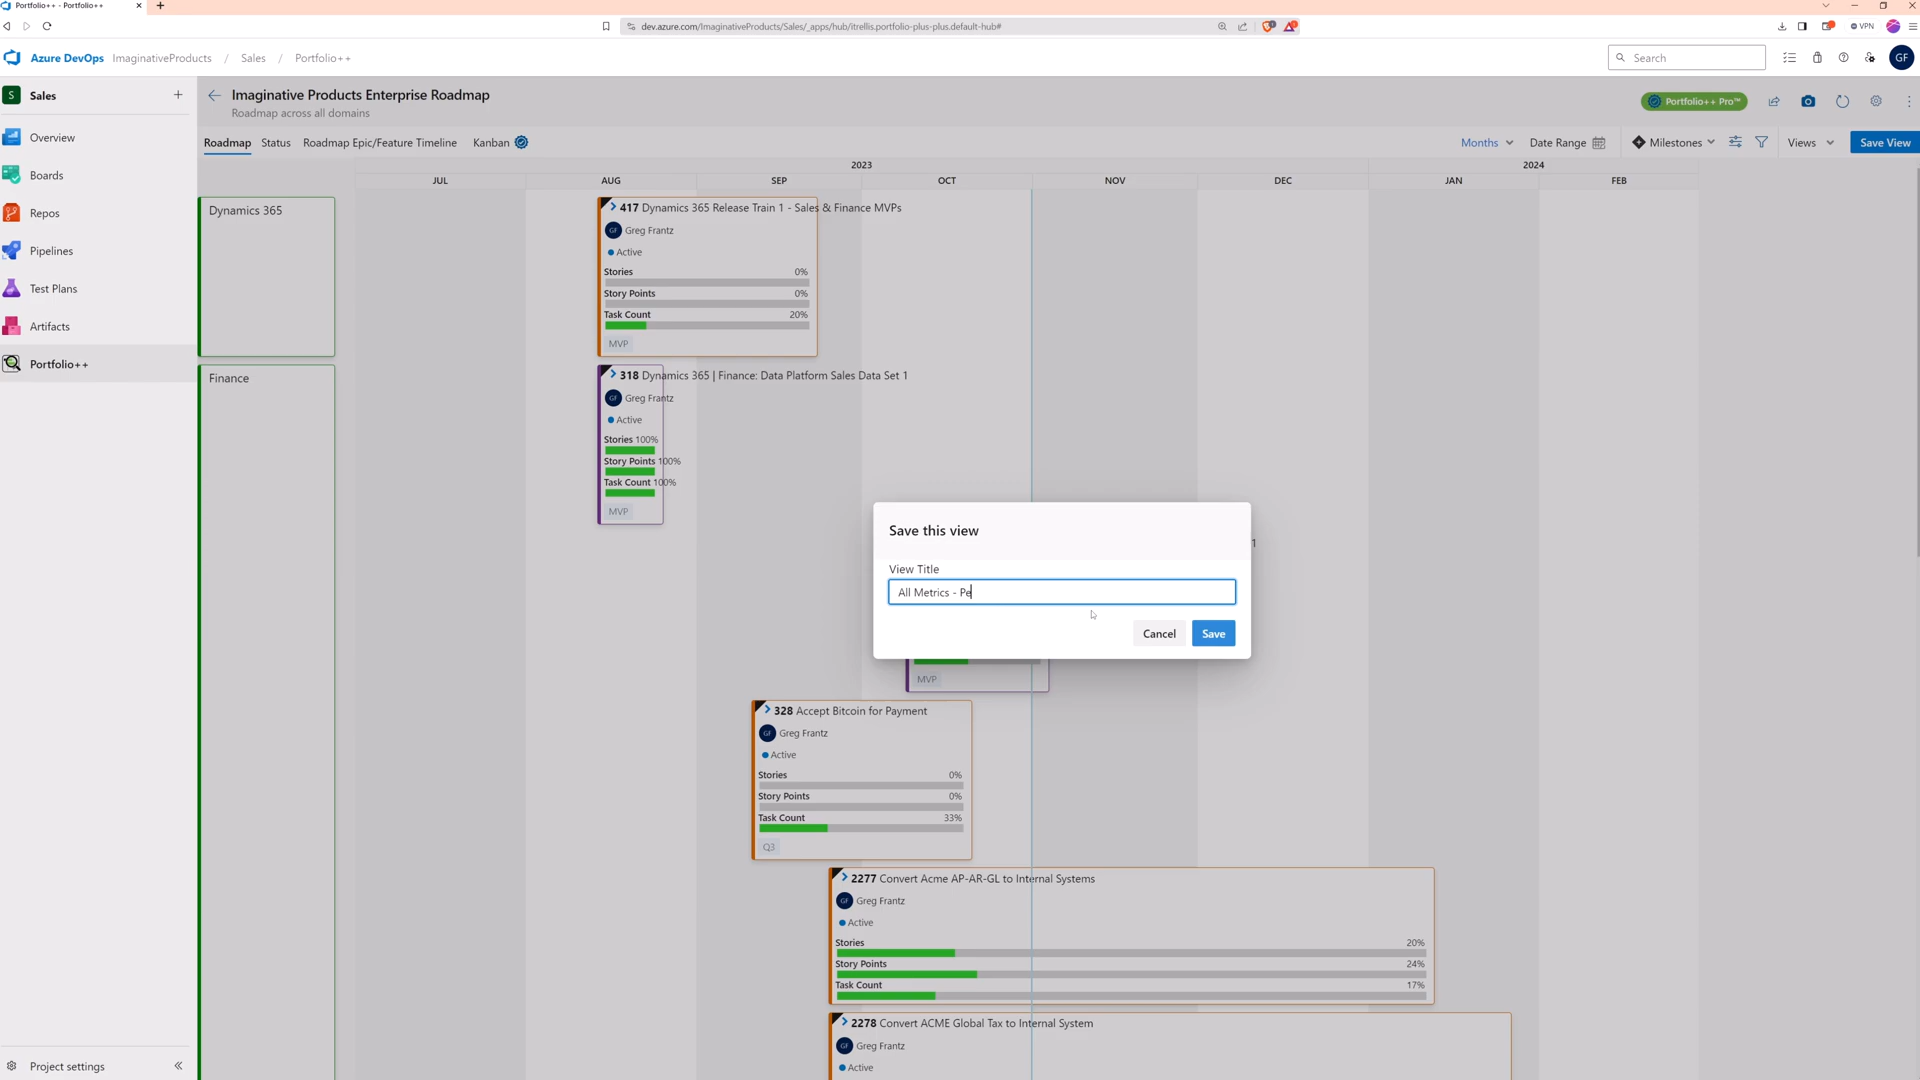 Portfolio++ - Portfolio++
dev.azure.com/ImaginativeProducts/Sales/_apps/hub/itrellis.portfolio-plus-plus.default-hub#
VPN
Azure DevOps ImaginativeProducts / Sales / Portfolio++
Search
GF
S Sales
Overview
Boards
Repos
Pipelines
Test Plans
Artifacts
Portfolio++
Project settings
Imaginative Products Enterprise Roadmap
Roadmap across all domains
Portfolio++ Pro™
Roadmap Status Roadmap Epic/Feature Timeline Kanban
Months Date Range Milestones Views Save View
2023 2024
JUL AUG SEP OCT NOV DEC JAN FEB
Dynamics 365
417 Dynamics 365 Release Train 1 - Sales & Finance MVPs
GF Greg Frantz
Active
Stories 0%
Story Points 0%
Task Count 20%
MVP
Finance
318 Dynamics 365 | Finance: Data Platform Sales Data Set 1
GF Greg Frantz
Active
Stories 100%
Story Points 100%
Task Count 100%
MVP
1
Save this view
View Title
All Metrics - Pe
Cancel Save
MVP
328 Accept Bitcoin for Payment
GF Greg Frantz
Active
Stories 0%
Story Points 0%
Task Count 33%
Q3
2277 Convert Acme AP-AR-GL to Internal Systems
GF Greg Frantz
Active
Stories 20%
Story Points 24%
Task Count 17%
2278 Convert ACME Global Tax to Internal System
GF Greg Frantz
Active